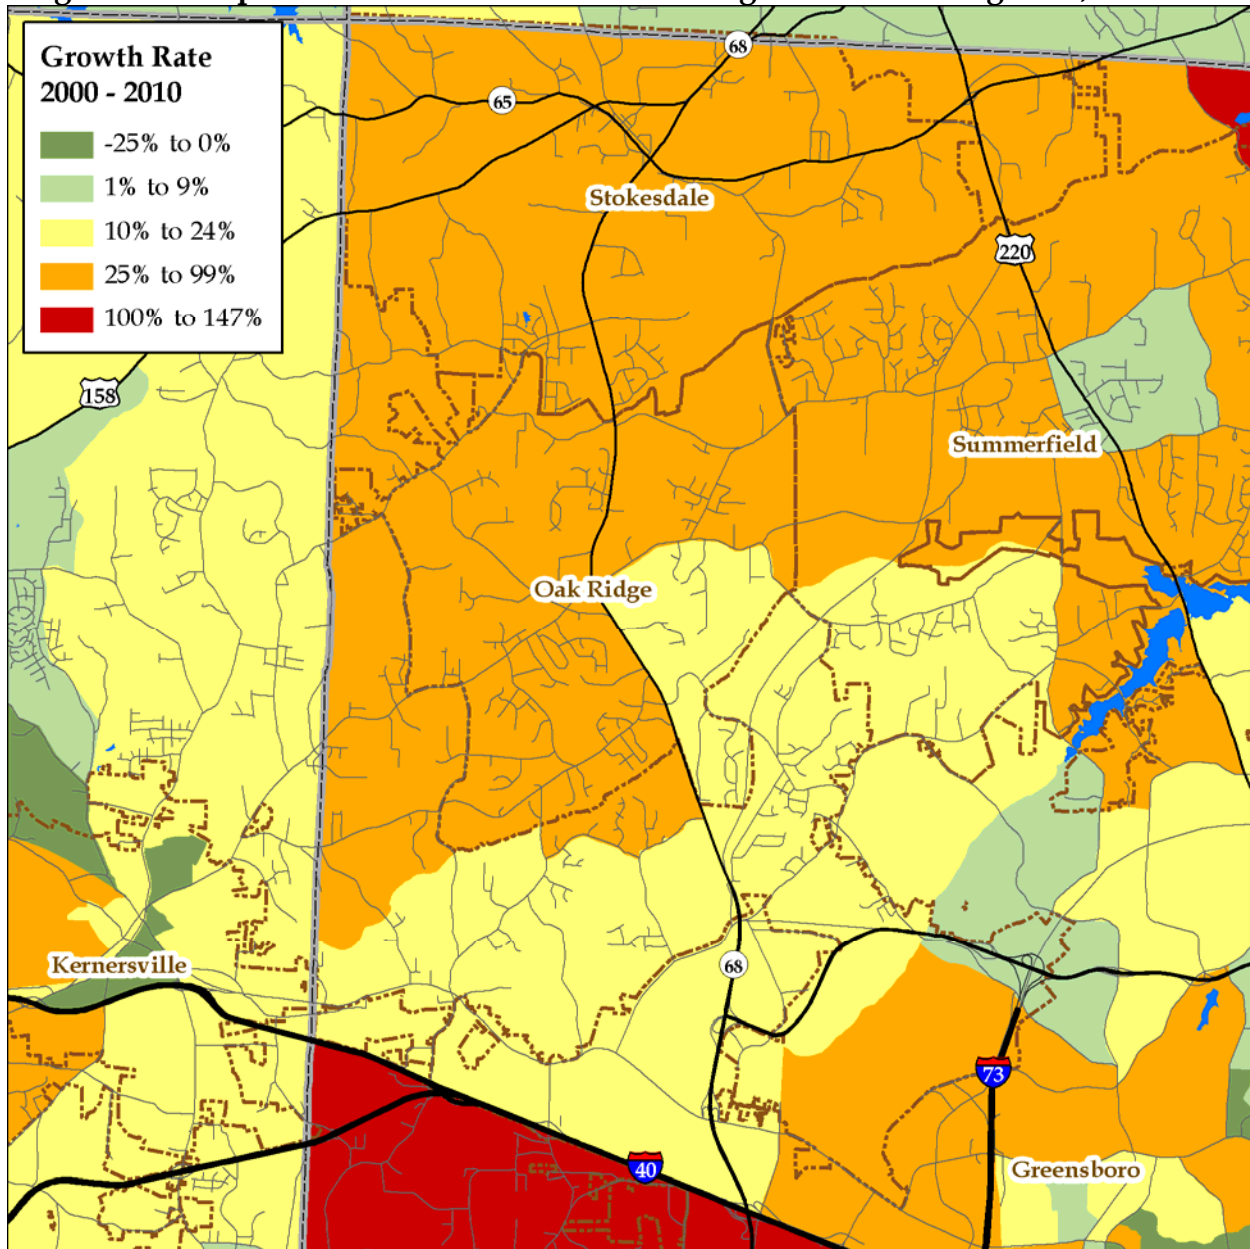 Growth Rate
2000 - 2010
-25% to 0%
1% to 9%
10% to 24%
25% to 99%
100% to 147%
68
65
Stokesdale
220
158
Summerfield
Oak Ridge
Kernersville
68
73
40
Greensboro